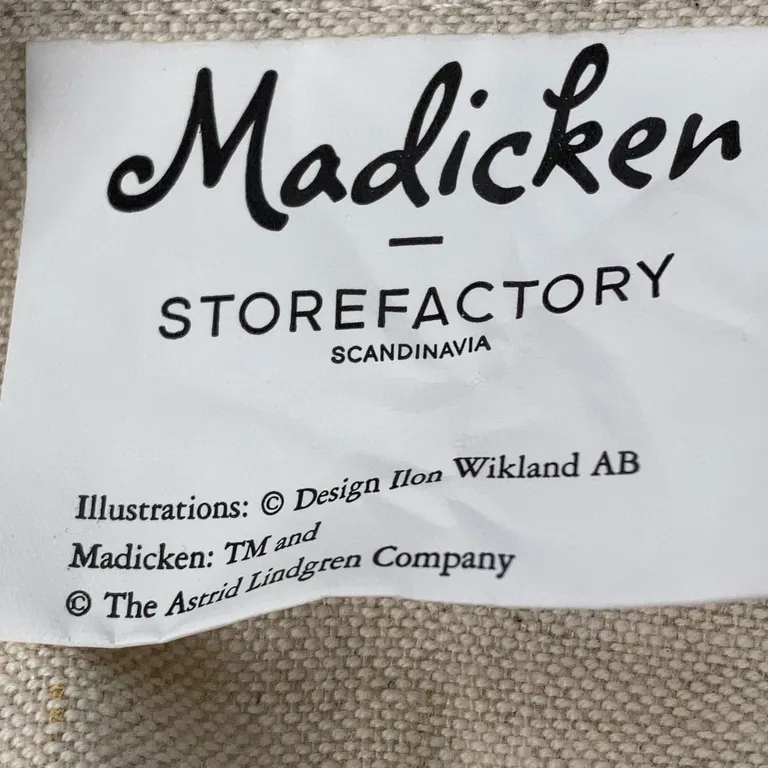 Madicken
—
STOREFACTORY
SCANDINAVIA
Illustrations: © Design Ilon Wikland AB
Madicken: TM and
© The Astrid Lindgren Company